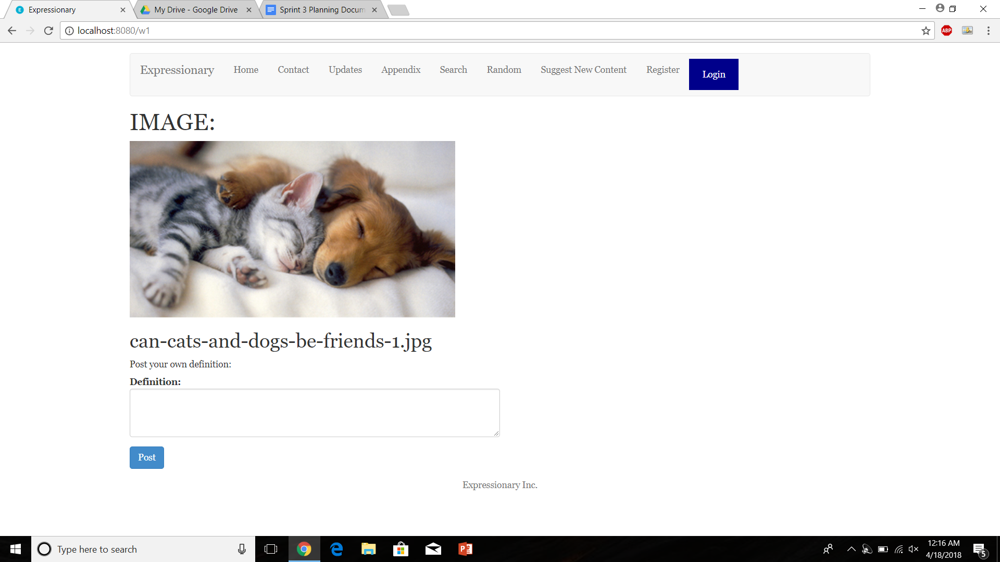 Expressionary
My Drive - Google Drive
Sprint 3 Planning Docum
localhost:8080/w1
ABP
Expressionary Home Contact Updates Appendix Search Random Suggest New Content Register Login
IMAGE:
can-cats-and-dogs-be-friends-1.jpg
Post your own definition:
Definition:
Post
Expressionary Inc.
Type here to search
12:16 AM
4/18/2018
5